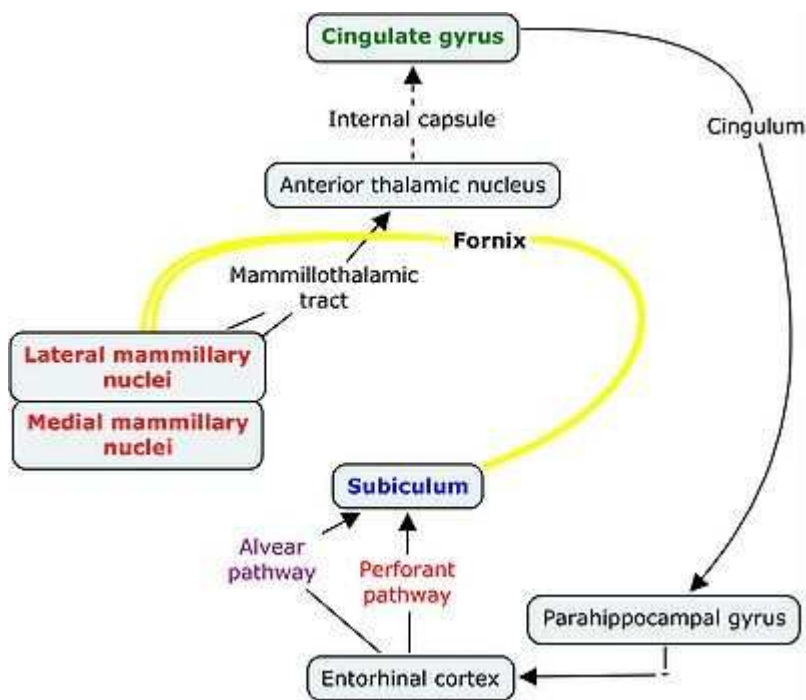 Cingulate gyrus
Internal capsule
Cingulum
Anterior thalamic nucleus
Fornix
Mammillothalamic
tract
Lateral mammillary
nuclei
Medial mammillary
nuclei
Subiculum
Alvear
pathway
Perforant
pathway
Parahippocampal gyrus
Entorhinal cortex